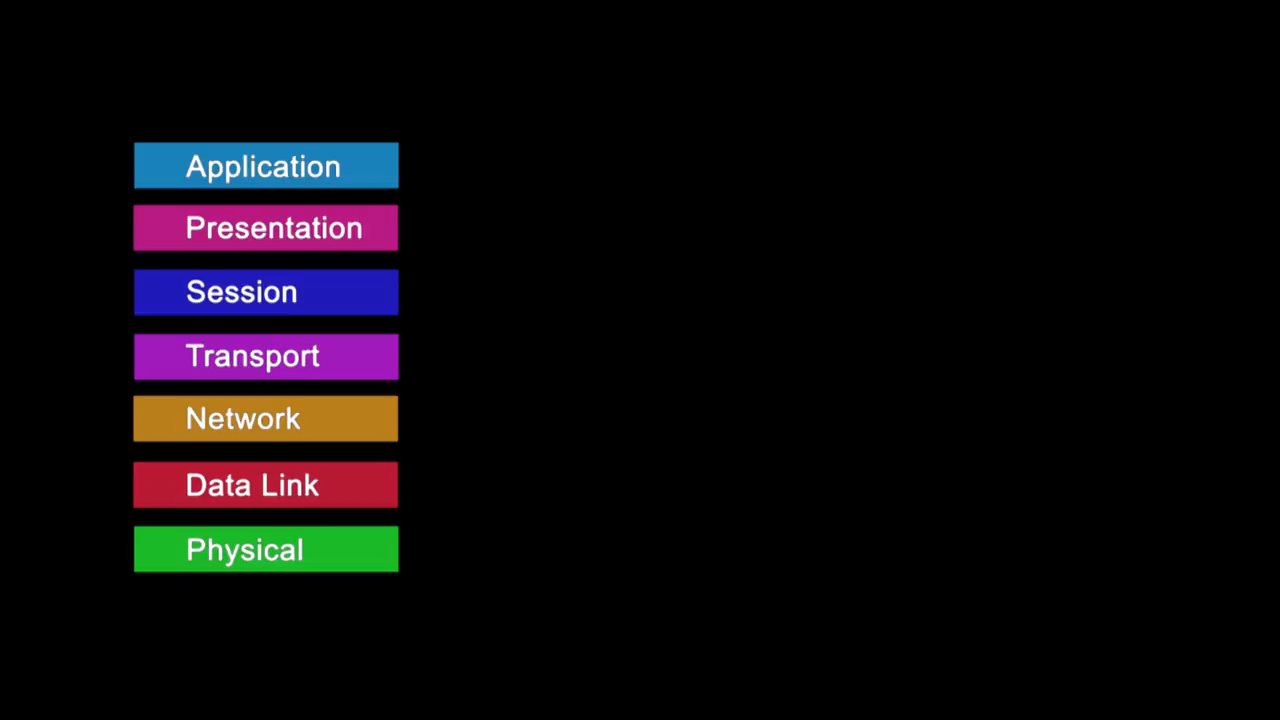 Application
Presentation
Session
Transport
Network
Data Link
Physical